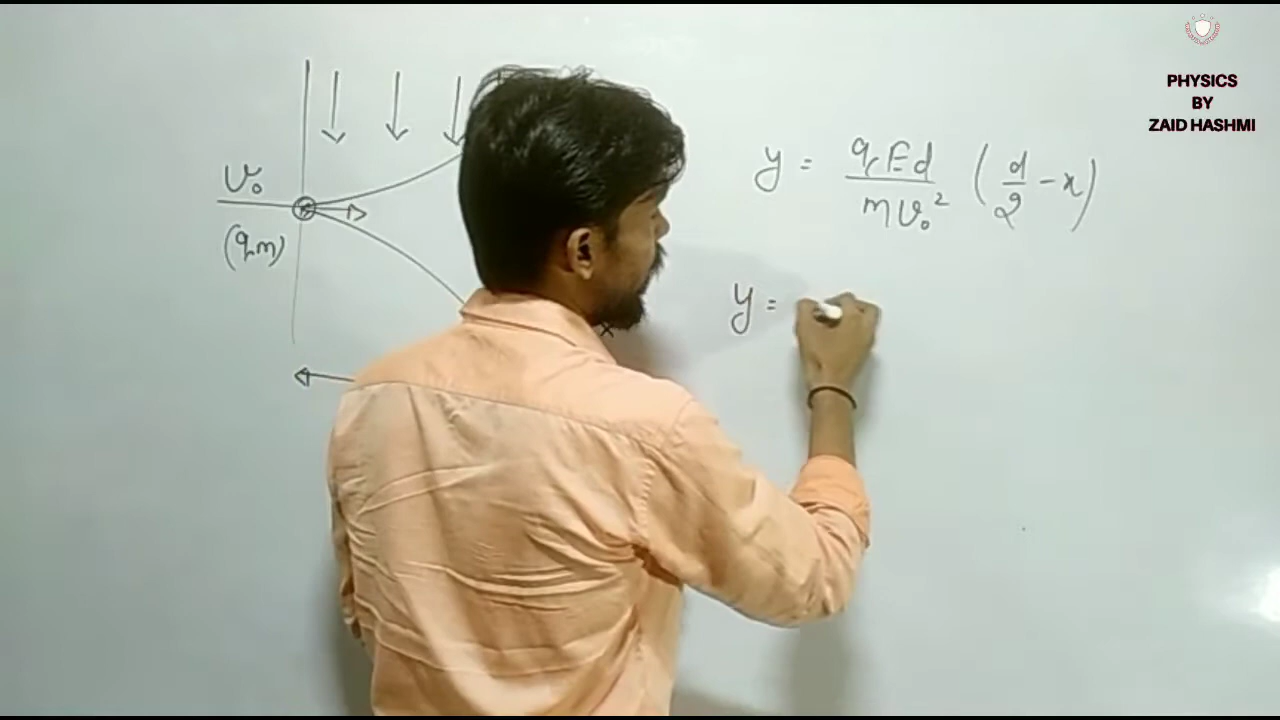 PHYSICS
BY
ZAID HASHMI
v₀
(q,m)
x
y = qEd/mv₀² (d/2 - x)
y =